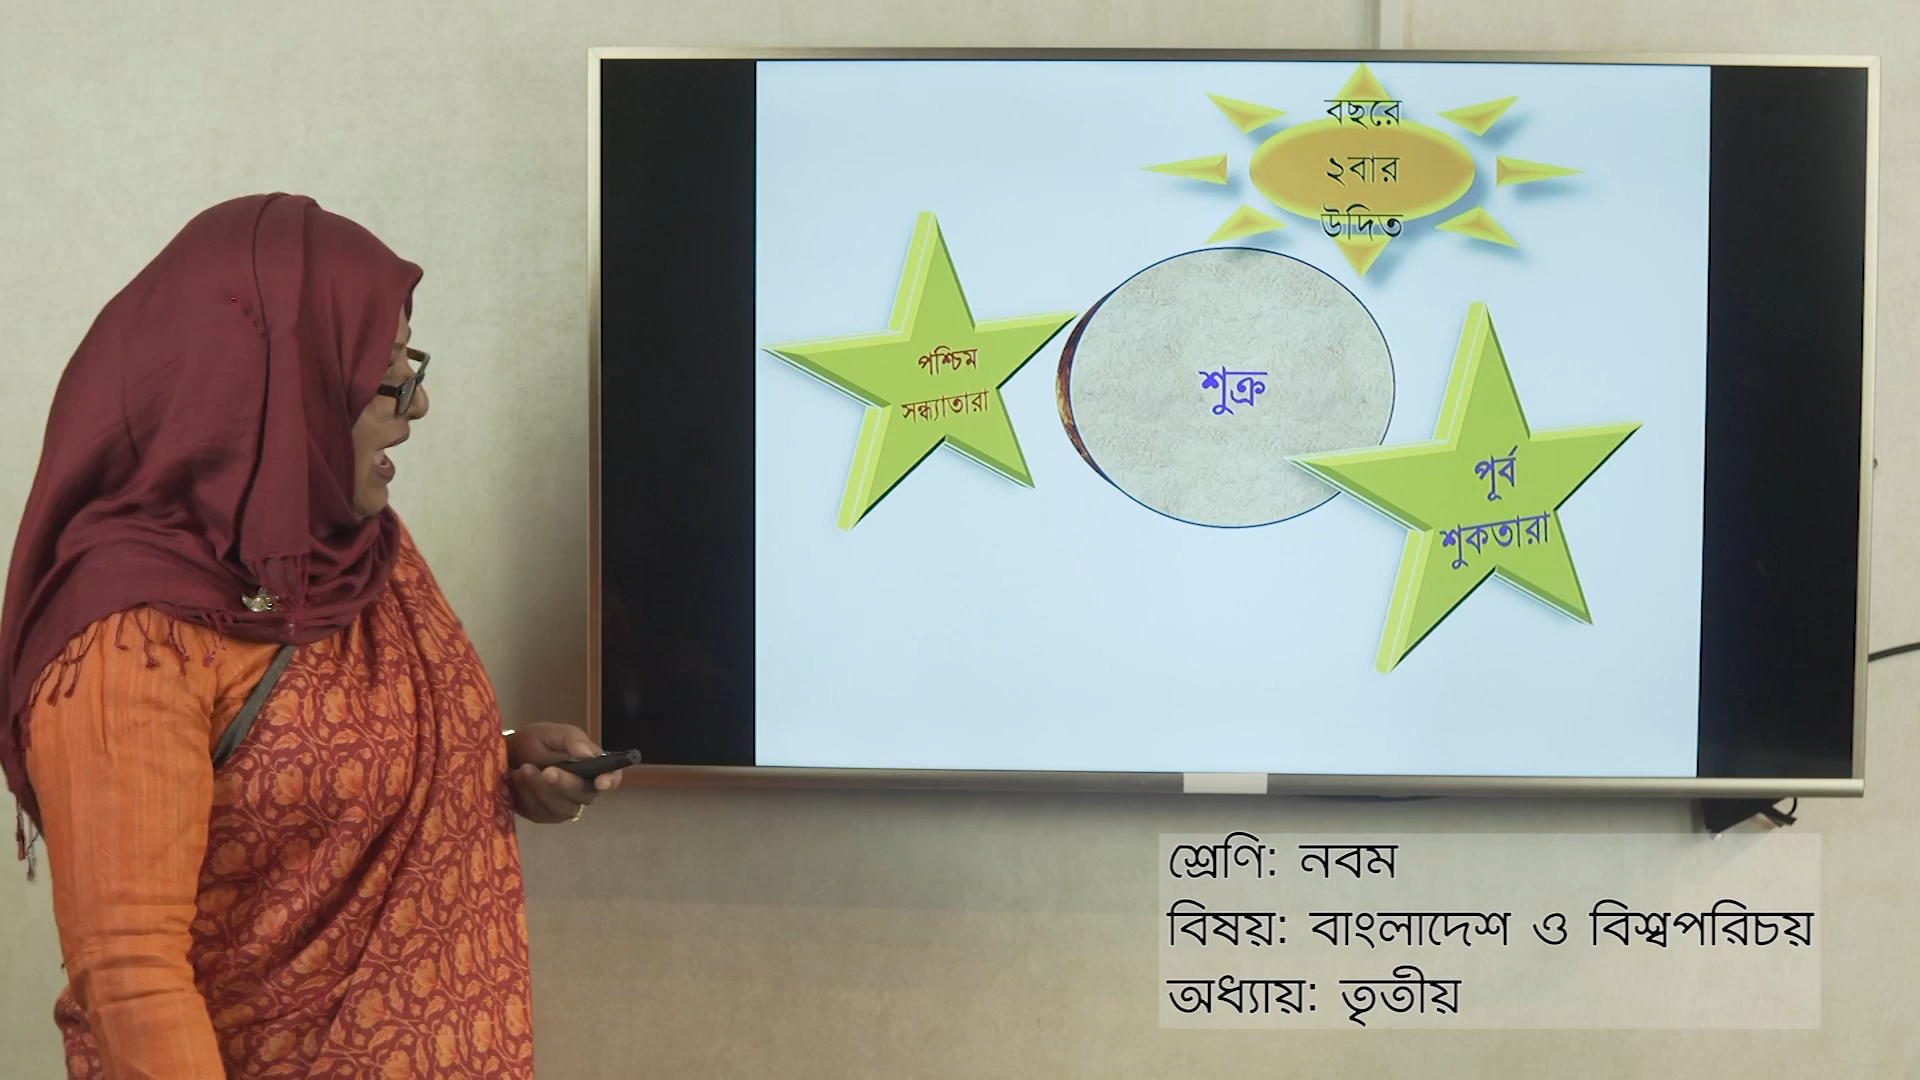 বছরে
২বার
উদিত
পশ্চিম
সন্ধ্যাতারা
শুক্র
পূর্ব
শুকতারা
শ্রেণি: নবম
বিষয়: বাংলাদেশ ও বিশ্বপরিচয়
অধ্যায়: তৃতীয়